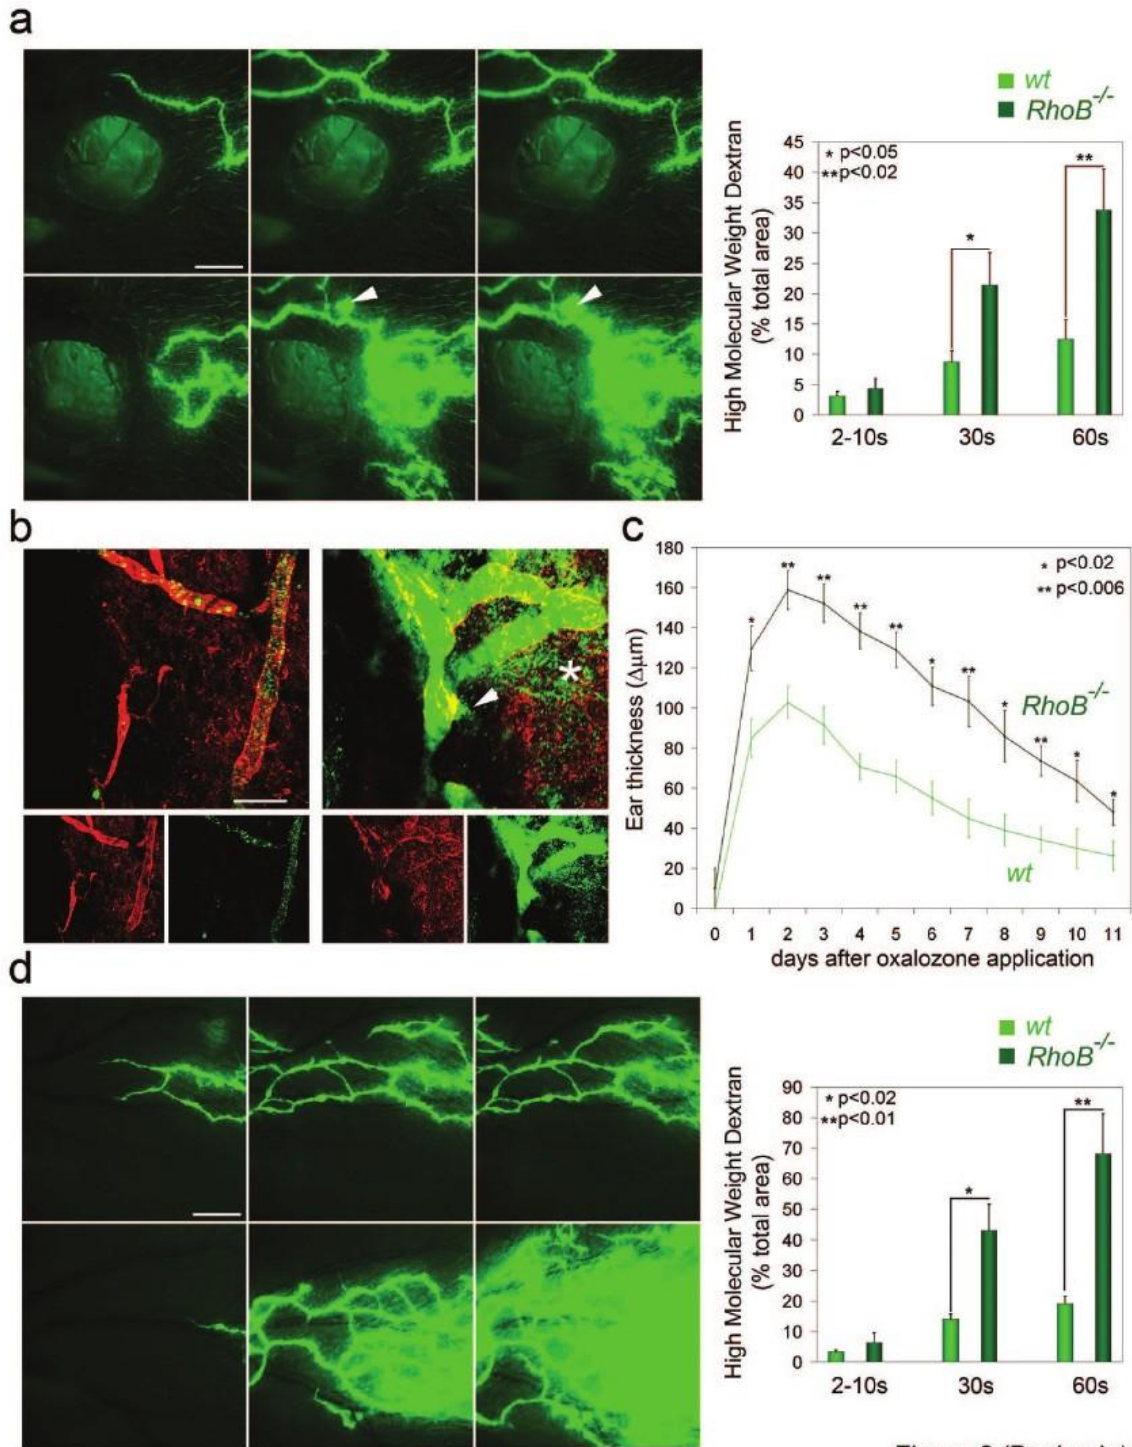 a
wt
RhoB-/-
* p<0.05
**p<0.02
High Molecular Weight Dextran
(% total area)
45
40
35
30
25
20
15
10
5
0
*
**
2-10s 30s 60s
b
c
* p<0.02
** p<0.006
Ear thickness (Δµm)
180
160
140
120
100
80
60
40
20
0
* ** ** ** ** * ** * ** * *
RhoB-/-
wt
0 1 2 3 4 5 6 7 8 9 10 11
days after oxalozone application
*
d
wt
RhoB-/-
* p<0.02
**p<0.01
High Molecular Weight Dextran
(% total area)
90
80
70
60
50
40
30
20
10
0
*
**
2-10s 30s 60s